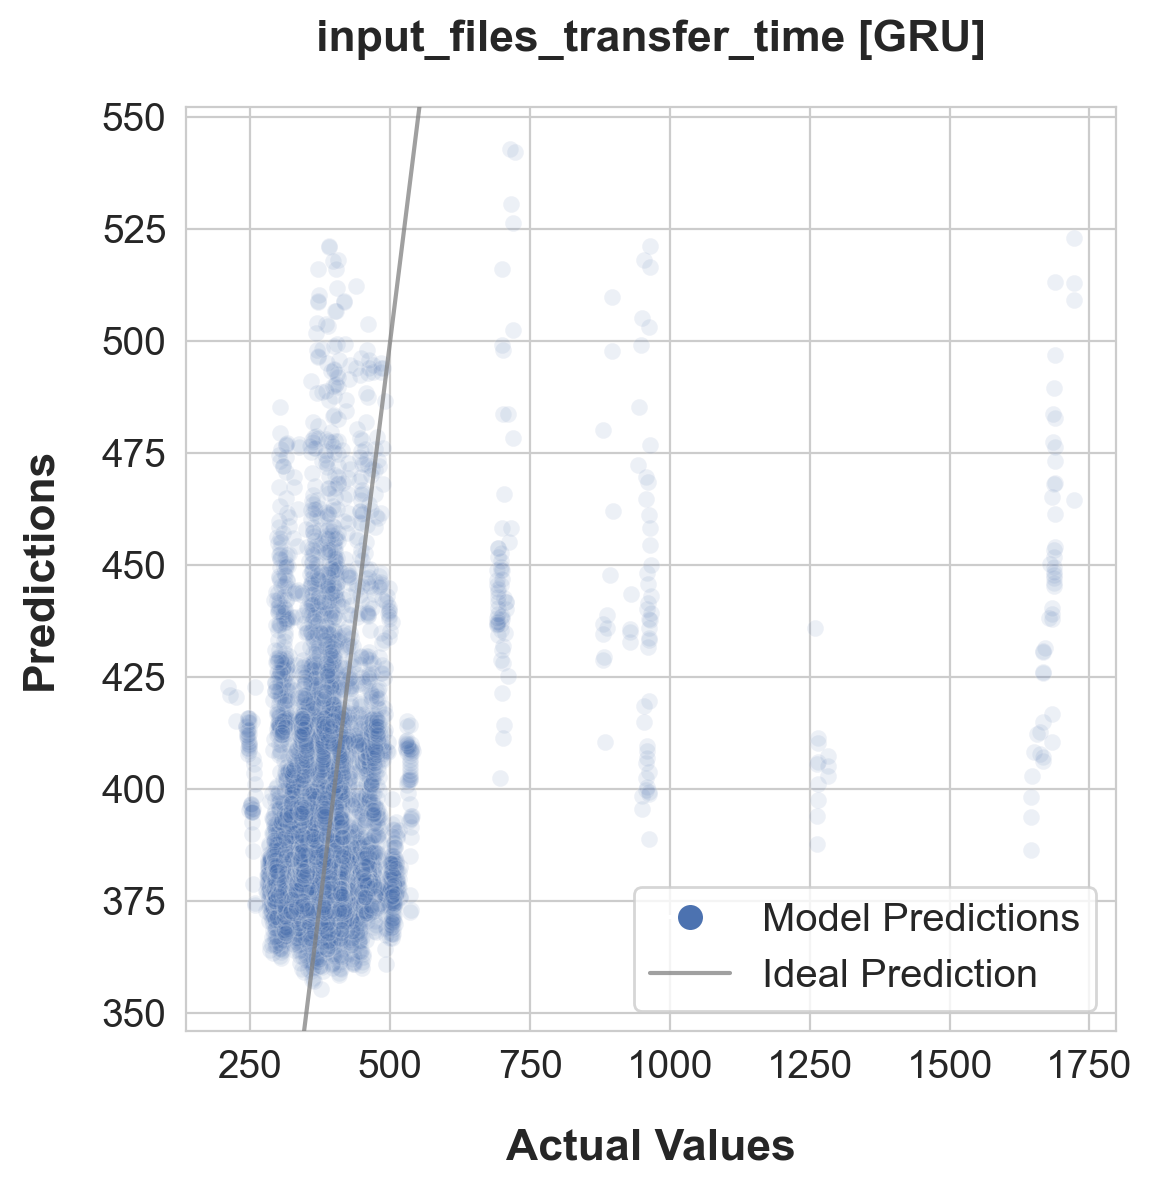 input_files_transfer_time [GRU]
550
525
500
475
450
425
400
375
350
Predictions
Model Predictions
Ideal Prediction
250 500 750 1000 1250 1500 1750
Actual Values